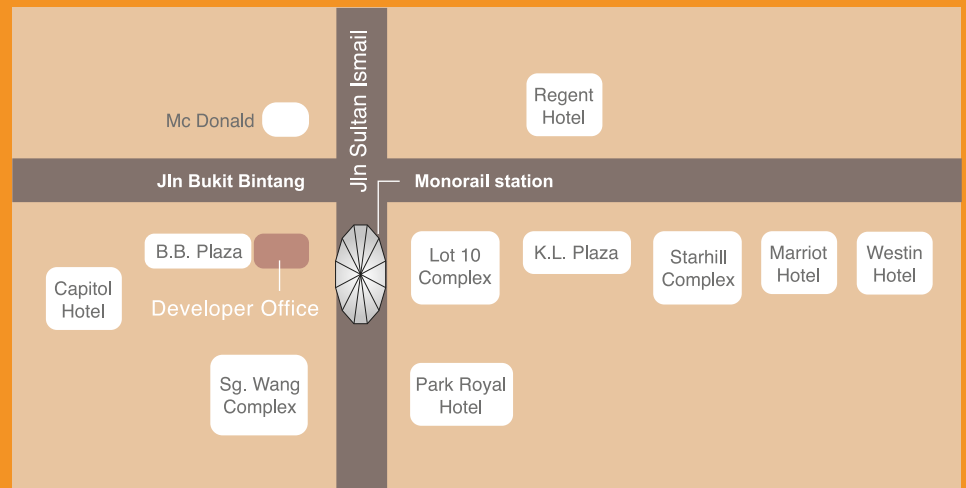 Jln Sultan Ismail
Regent
Hotel
Mc Donald
Jln Bukit Bintang
Monorail station
B.B. Plaza
Lot 10
Complex
K.L. Plaza
Starhill
Complex
Marriot
Hotel
Westin
Hotel
Capitol
Hotel
Developer Office
Sg. Wang
Complex
Park Royal
Hotel